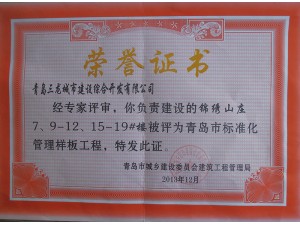 荣誉证书
青岛三龙城市建设综合开发有限公司
经专家评审，你负责建设的锦绣山庄
7、9-12、15-19#楼被评为青岛市标准化
管理样板工程，特发此证。
青岛市城乡建设委员会建筑工程管理局
2013年12月